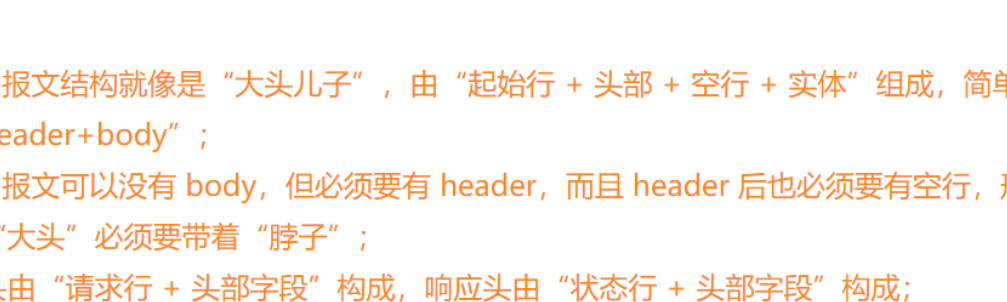 报文结构就像是“大头儿子”，由“起始行 + 头部 + 空行 + 实体”组成，简单
eader+body”；
报文可以没有 body，但必须要有 header，而且 header 后也必须要有空行，
“大头”必须要带着“脖子”；
由“请求行 + 头部字段”构成，响应头由“状态行 + 头部字段”构成；